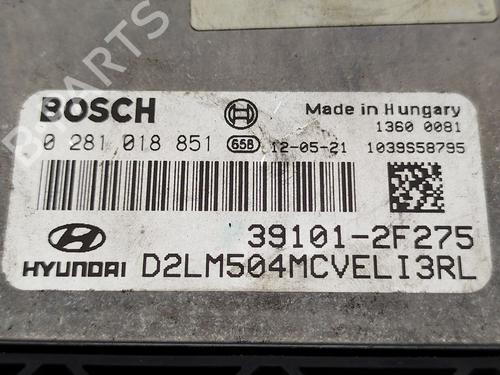 B-PARTS
BOSCH
Made in Hungary
1360 0081
0 281 018 851 658 12-05-21 1039S58795
39101-2F275
HYUNDAI D2LM504MCVELI3RL